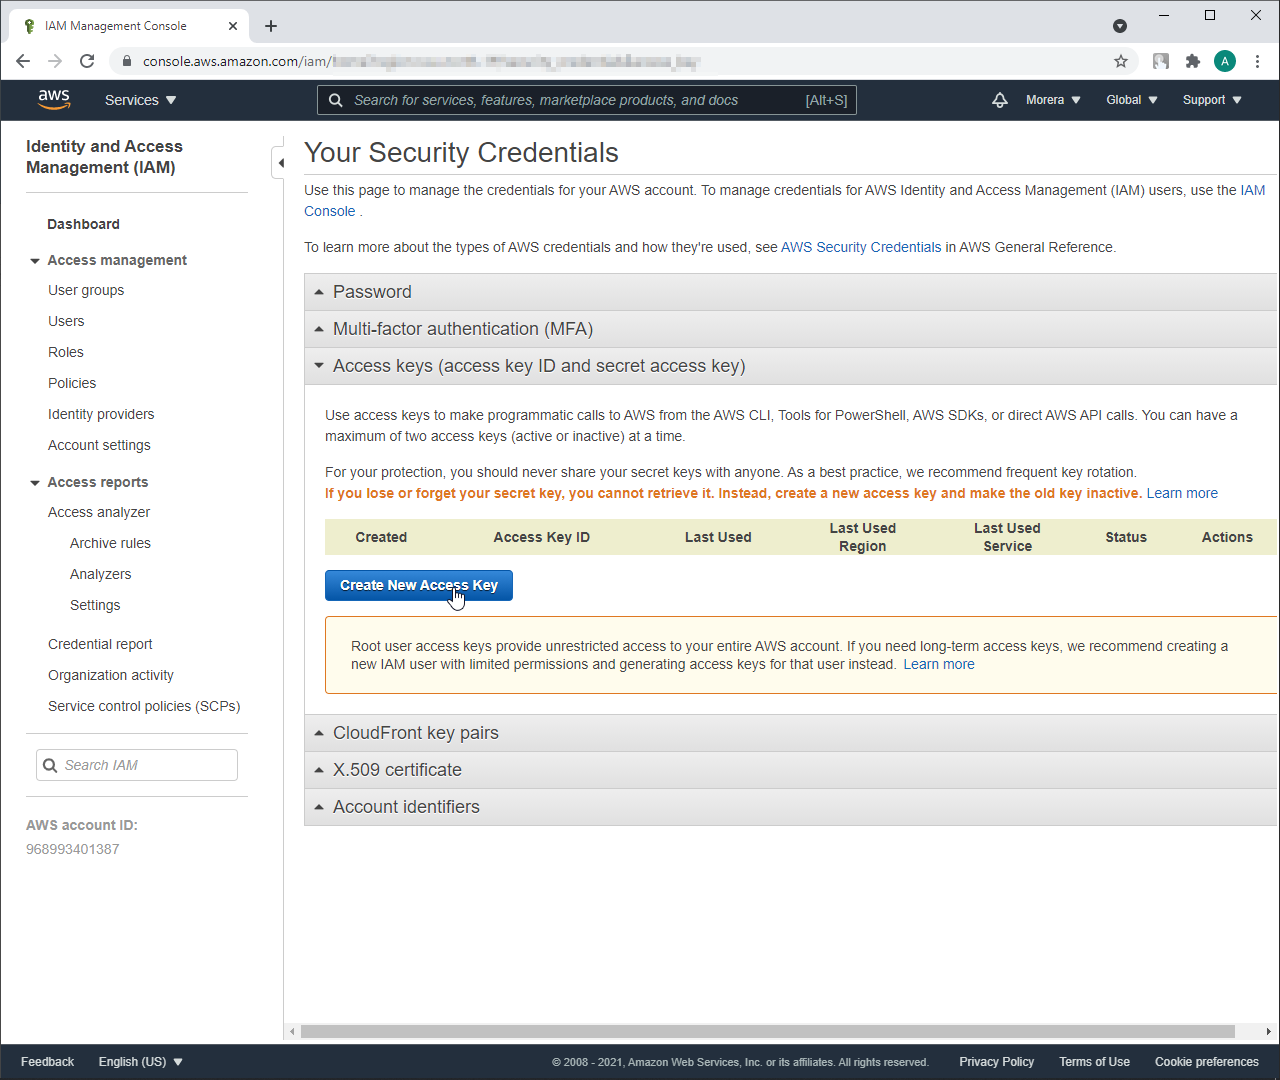 IAM Management Console
console.aws.amazon.com/iam/
A
aws
Services
Search for services, features, marketplace products, and docs
[Alt+S]
Morera
Global
Support
Identity and Access
Management (IAM)
Dashboard
Access management
User groups
Users
Roles
Policies
Identity providers
Account settings
Access reports
Access analyzer
Archive rules
Analyzers
Settings
Credential report
Organization activity
Service control policies (SCPs)
Search IAM
AWS account ID:
968993401387
Your Security Credentials
Use this page to manage the credentials for your AWS account. To manage credentials for AWS Identity and Access Management (IAM) users, use the IAM
Console .
To learn more about the types of AWS credentials and how they're used, see AWS Security Credentials in AWS General Reference.
Password
Multi-factor authentication (MFA)
Access keys (access key ID and secret access key)
Use access keys to make programmatic calls to AWS from the AWS CLI, Tools for PowerShell, AWS SDKs, or direct AWS API calls. You can have a
maximum of two access keys (active or inactive) at a time.
For your protection, you should never share your secret keys with anyone. As a best practice, we recommend frequent key rotation.
If you lose or forget your secret key, you cannot retrieve it. Instead, create a new access key and make the old key inactive. Learn more
Created
Access Key ID
Last Used
Last Used
Region
Last Used
Service
Status
Actions
Create New Access Key
Root user access keys provide unrestricted access to your entire AWS account. If you need long-term access keys, we recommend creating a
new IAM user with limited permissions and generating access keys for that user instead. Learn more
CloudFront key pairs
X.509 certificate
Account identifiers
Feedback
English (US)
© 2008 - 2021, Amazon Web Services, Inc. or its affiliates. All rights reserved.
Privacy Policy
Terms of Use
Cookie preferences